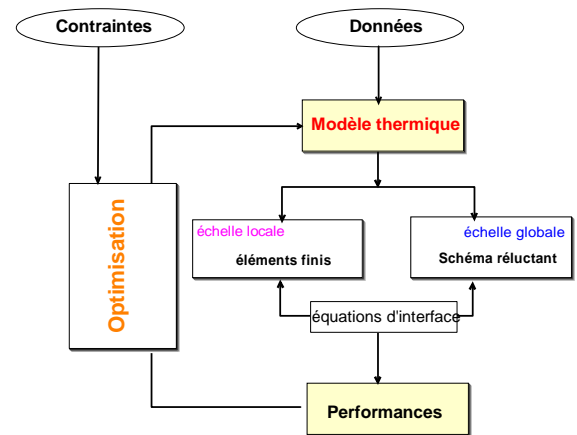 Contraintes
Données
Modèle thermique
Optimisation
échelle locale
éléments finis
échelle globale
Schéma réluctant
équations d'interface
Performances